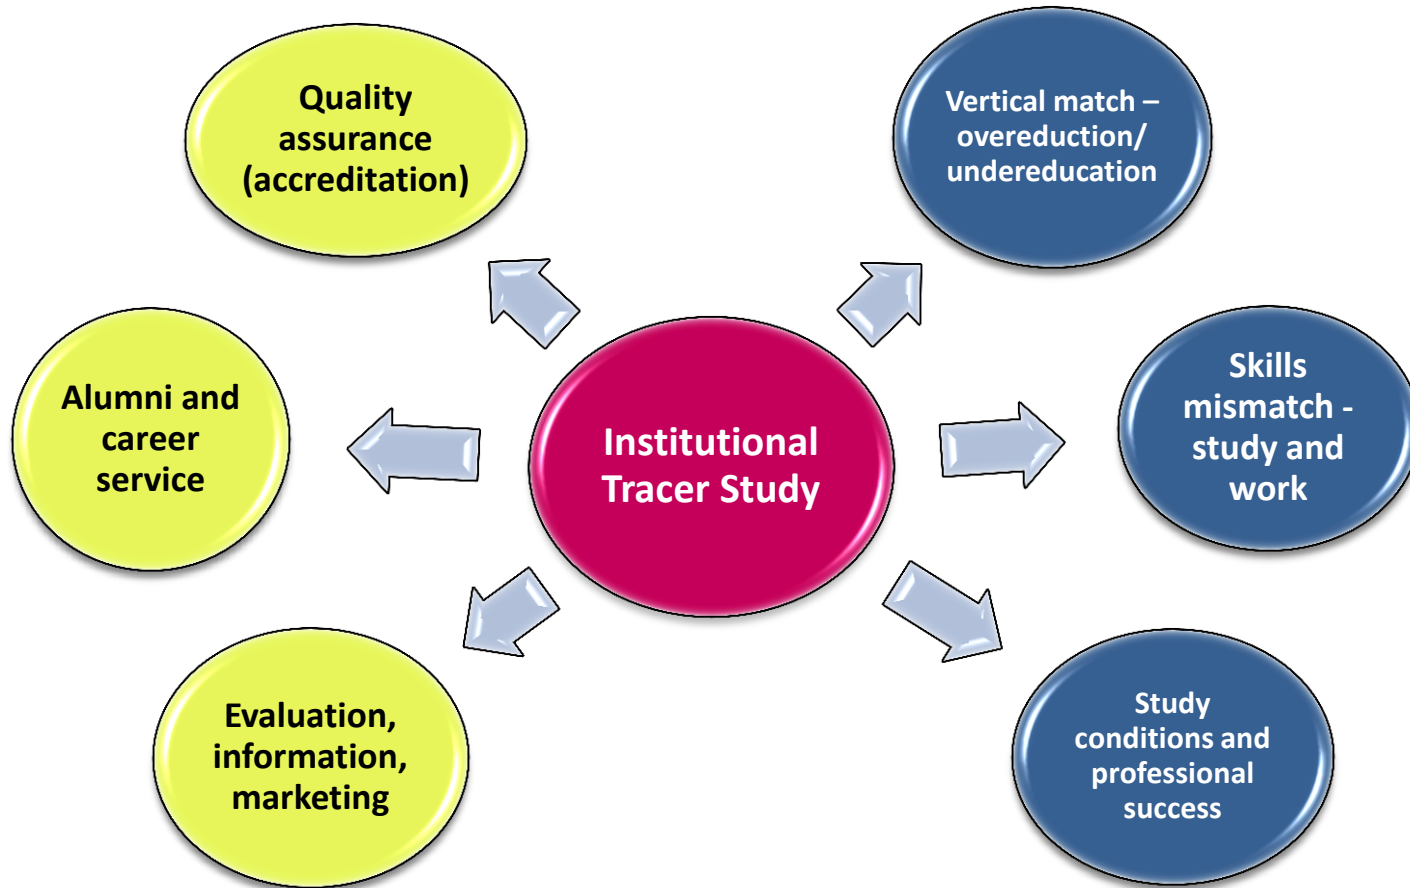 Quality
assurance
(accreditation)
Vertical match –
overeduction/
undereducation
Alumni and
career
service
Institutional
Tracer Study
Skills
mismatch -
study and
work
Evaluation,
information,
marketing
Study
conditions and
professional
success